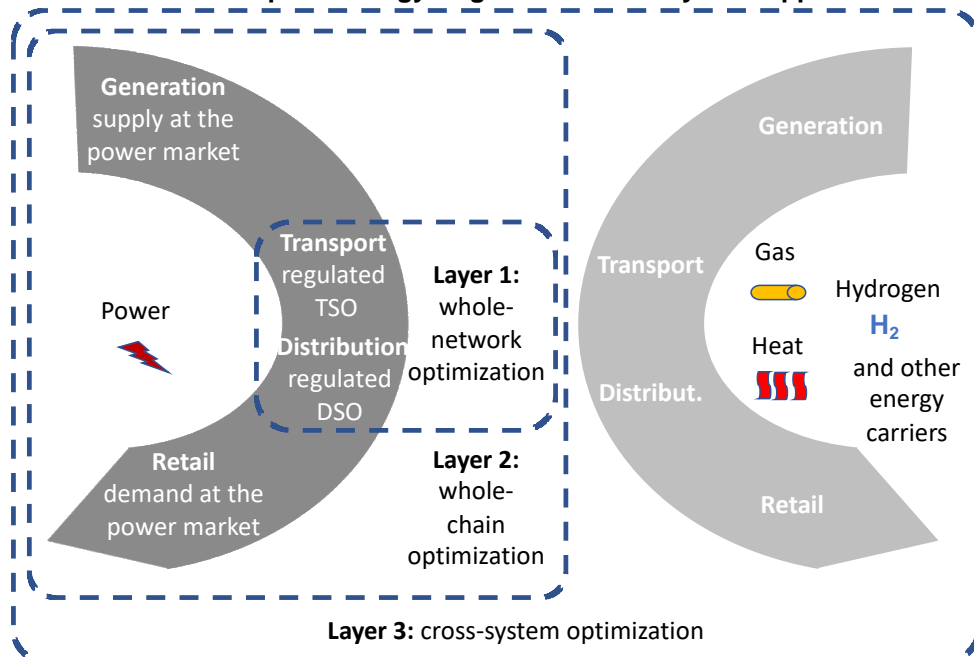 Generation
supply at the
power market
Transport
regulated
TSO
Distribution
regulated
DSO
Retail
demand at the
power market
Power
Layer 1:
whole-
network
optimization
Layer 2:
whole-
chain
optimization
Generation
Transport
Distribut.
Retail
Gas
Heat
Hydrogen
H₂
and other
energy
carriers
Layer 3: cross-system optimization